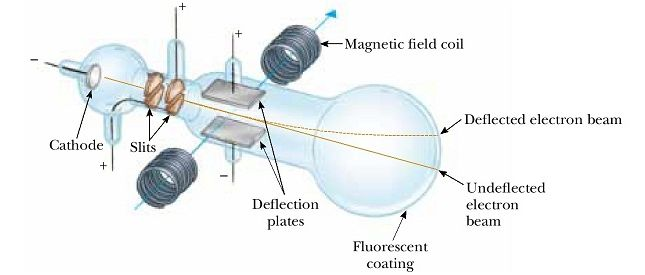 +
+
Magnetic field coil
−
Deflected electron beam
Cathode
Slits
+
−
Undeflected
electron
beam
Deflection
plates
Fluorescent
coating